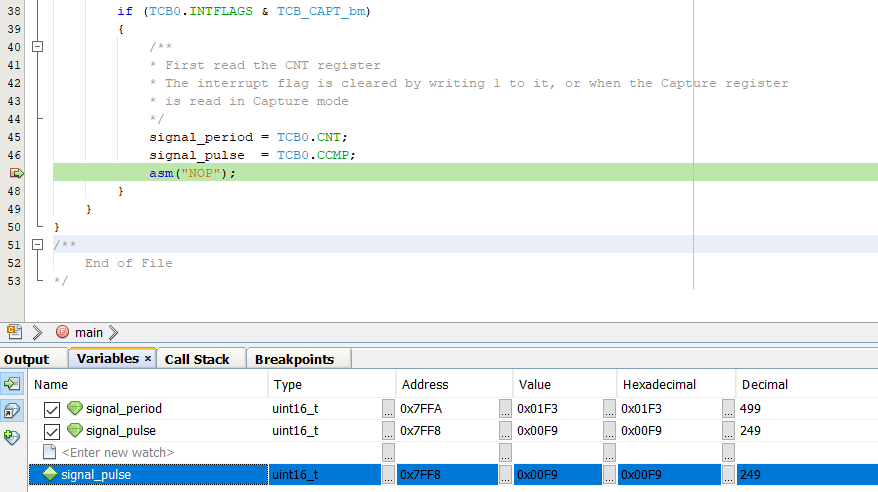 38 if (TCB0.INTFLAGS & TCB_CAPT_bm)
39 {
40 /**
41 * First read the CNT register
42 * The interrupt flag is cleared by writing 1 to it, or when the Capture register
43 * is read in Capture mode
44 */
45 signal_period = TCB0.CNT;
46 signal_pulse  = TCB0.CCMP;
asm("NOP");
48 }
49 }
50 }
51 /**
52 End of File
53 */
main
Output Variables × Call Stack Breakpoints
Name Type Address Value Hexadecimal Decimal
signal_period uint16_t ... 0x7FFA ... 0x01F3 ... 0x01F3 ... 499
signal_pulse uint16_t ... 0x7FF8 ... 0x00F9 ... 0x00F9 ... 249
<Enter new watch> ... ... ... ...
signal_pulse uint16_t ... 0x7FF8 ... 0x00F9 ... 0x00F9 ... 249